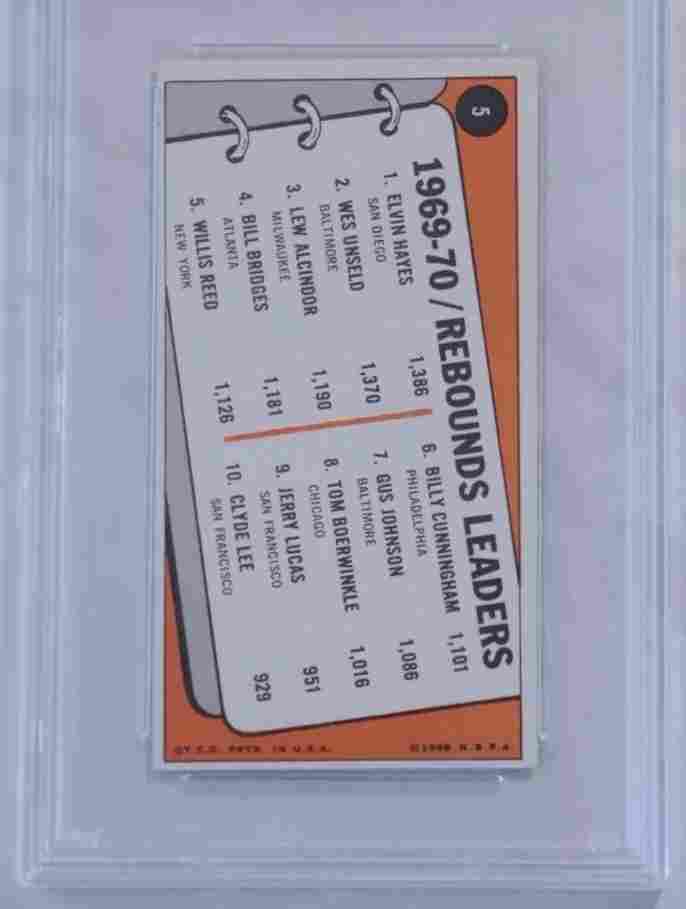 5
1969-70/REBOUNDS LEADERS
1. ELVIN HAYES 1,386
SAN DIEGO
2. WES UNSELD 1,370
BALTIMORE
3. LEW ALCINDOR 1,190
MILWAUKEE
4. BILL BRIDGES 1,181
ATLANTA
5. WILLIS REED 1,126
NEW YORK
6. BILLY CUNNINGHAM 1,101
PHILADELPHIA
7. GUS JOHNSON 1,086
BALTIMORE
8. TOM BOERWINKLE 1,016
CHICAGO
9. JERRY LUCAS 951
SAN FRANCISCO
10. CLYDE LEE 929
SAN FRANCISCO
IN U.S.A.